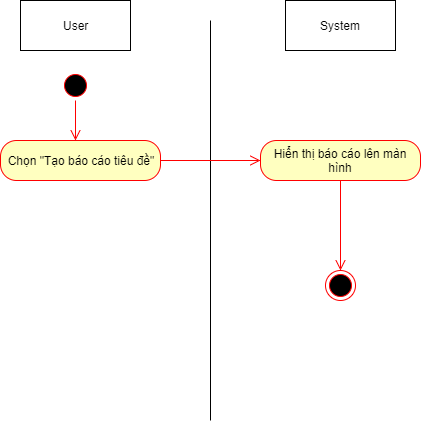 User
System
Chọn "Tạo báo cáo tiêu đề"
Hiển thị báo cáo lên màn
hình